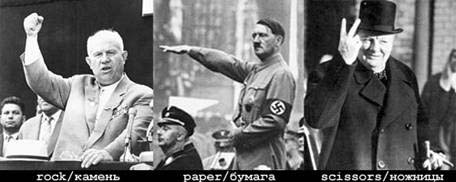 rock/камень
paper/бумага
scissors/ножницы